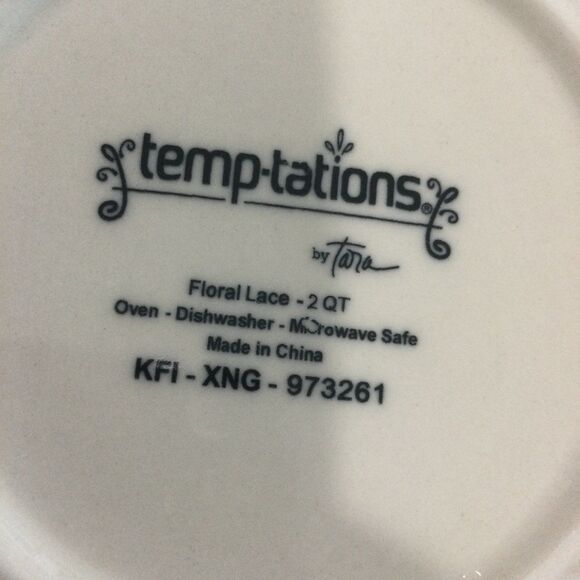 temp-tations®
by Tara
Floral Lace - 2 QT
Oven - Dishwasher - Microwave Safe
Made in China
KFI - XNG - 973261